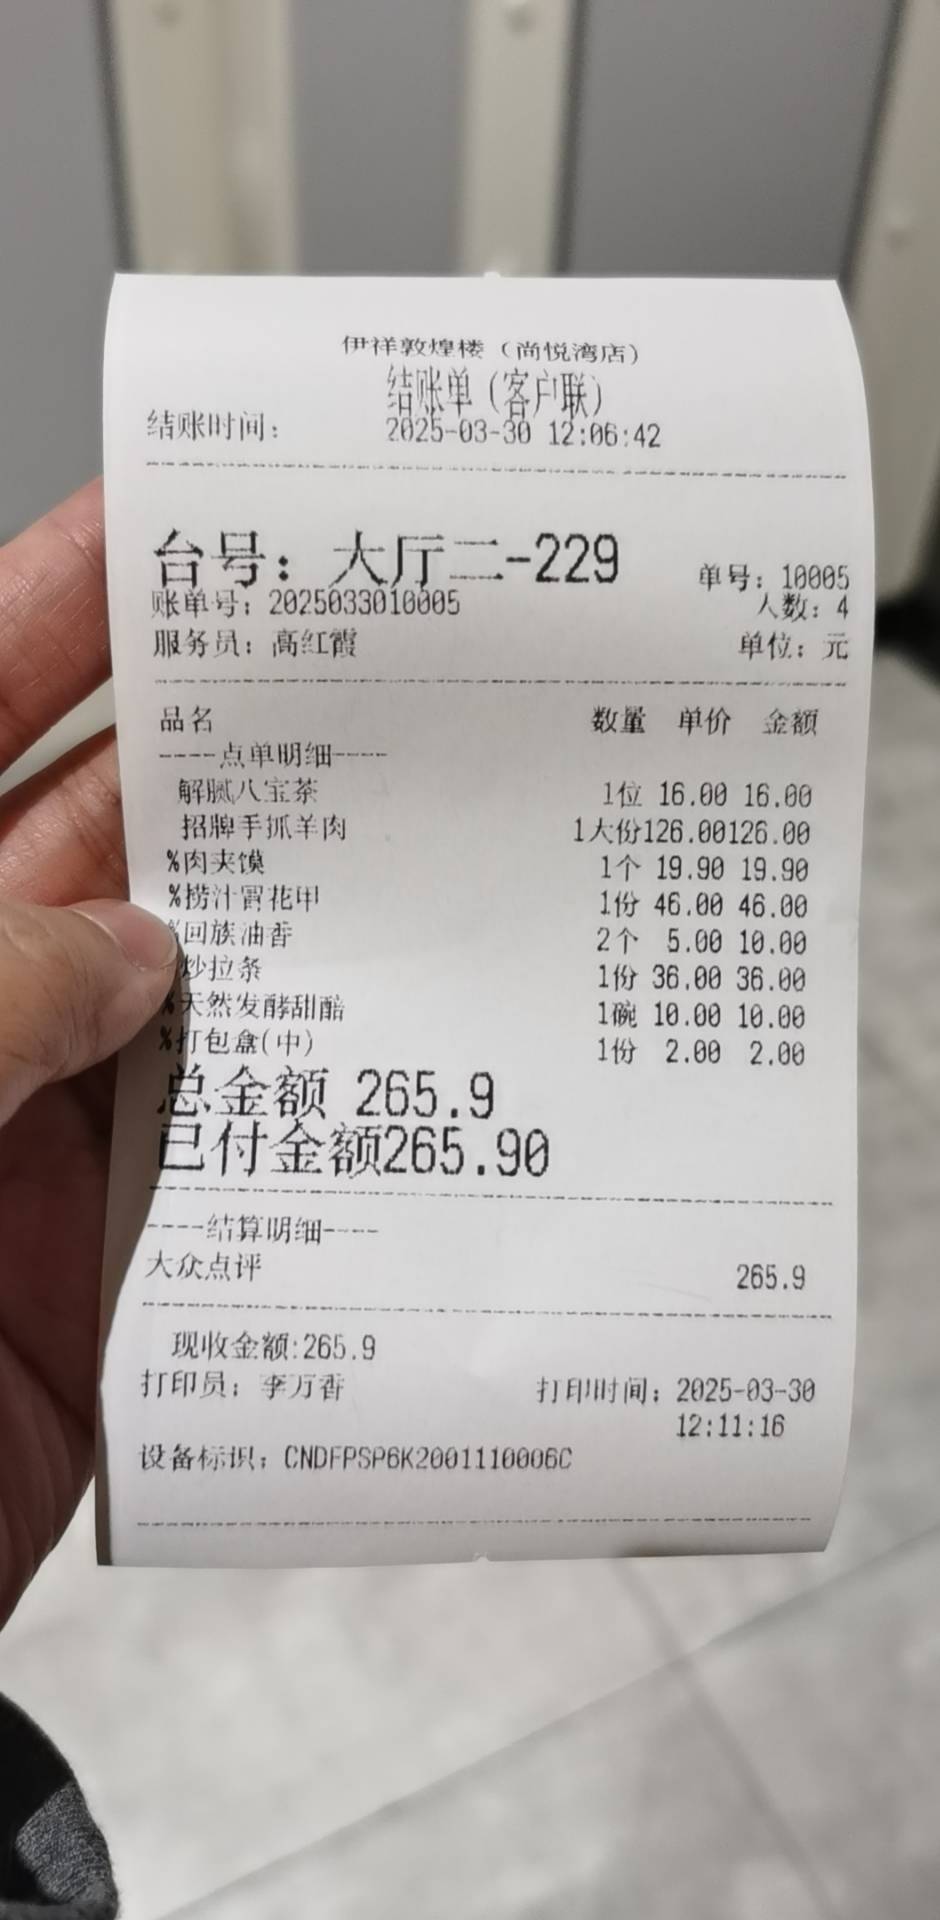 伊祥敦煌楼（尚悦湾店）
结账单（客户联）
结账时间： 2025-03-30 12:06:42
台号：大厅二-229 单号：10005
账单号：2025033010005 人数：4
服务员：高红霞 单位：元
品名 数量 单价 金额
----点单明细----
解腻八宝茶 1位 16.00 16.00
招牌手抓羊肉 1大份126.00126.00
%肉夹馍 1个 19.90 19.90
%捞汁冒花甲 1份 46.00 46.00
%回族油香 2个 5.00 10.00
炒拉条 1份 36.00 36.00
%天然发酵甜醅 1碗 10.00 10.00
%打包盒(中) 1份 2.00 2.00
总金额 265.9
已付金额265.90
----结算明细----
大众点评 265.9
现收金额:265.9
打印员：李万香 打印时间：2025-03-30
12:11:16
设备标识：CNDFPSP6K2001110006C